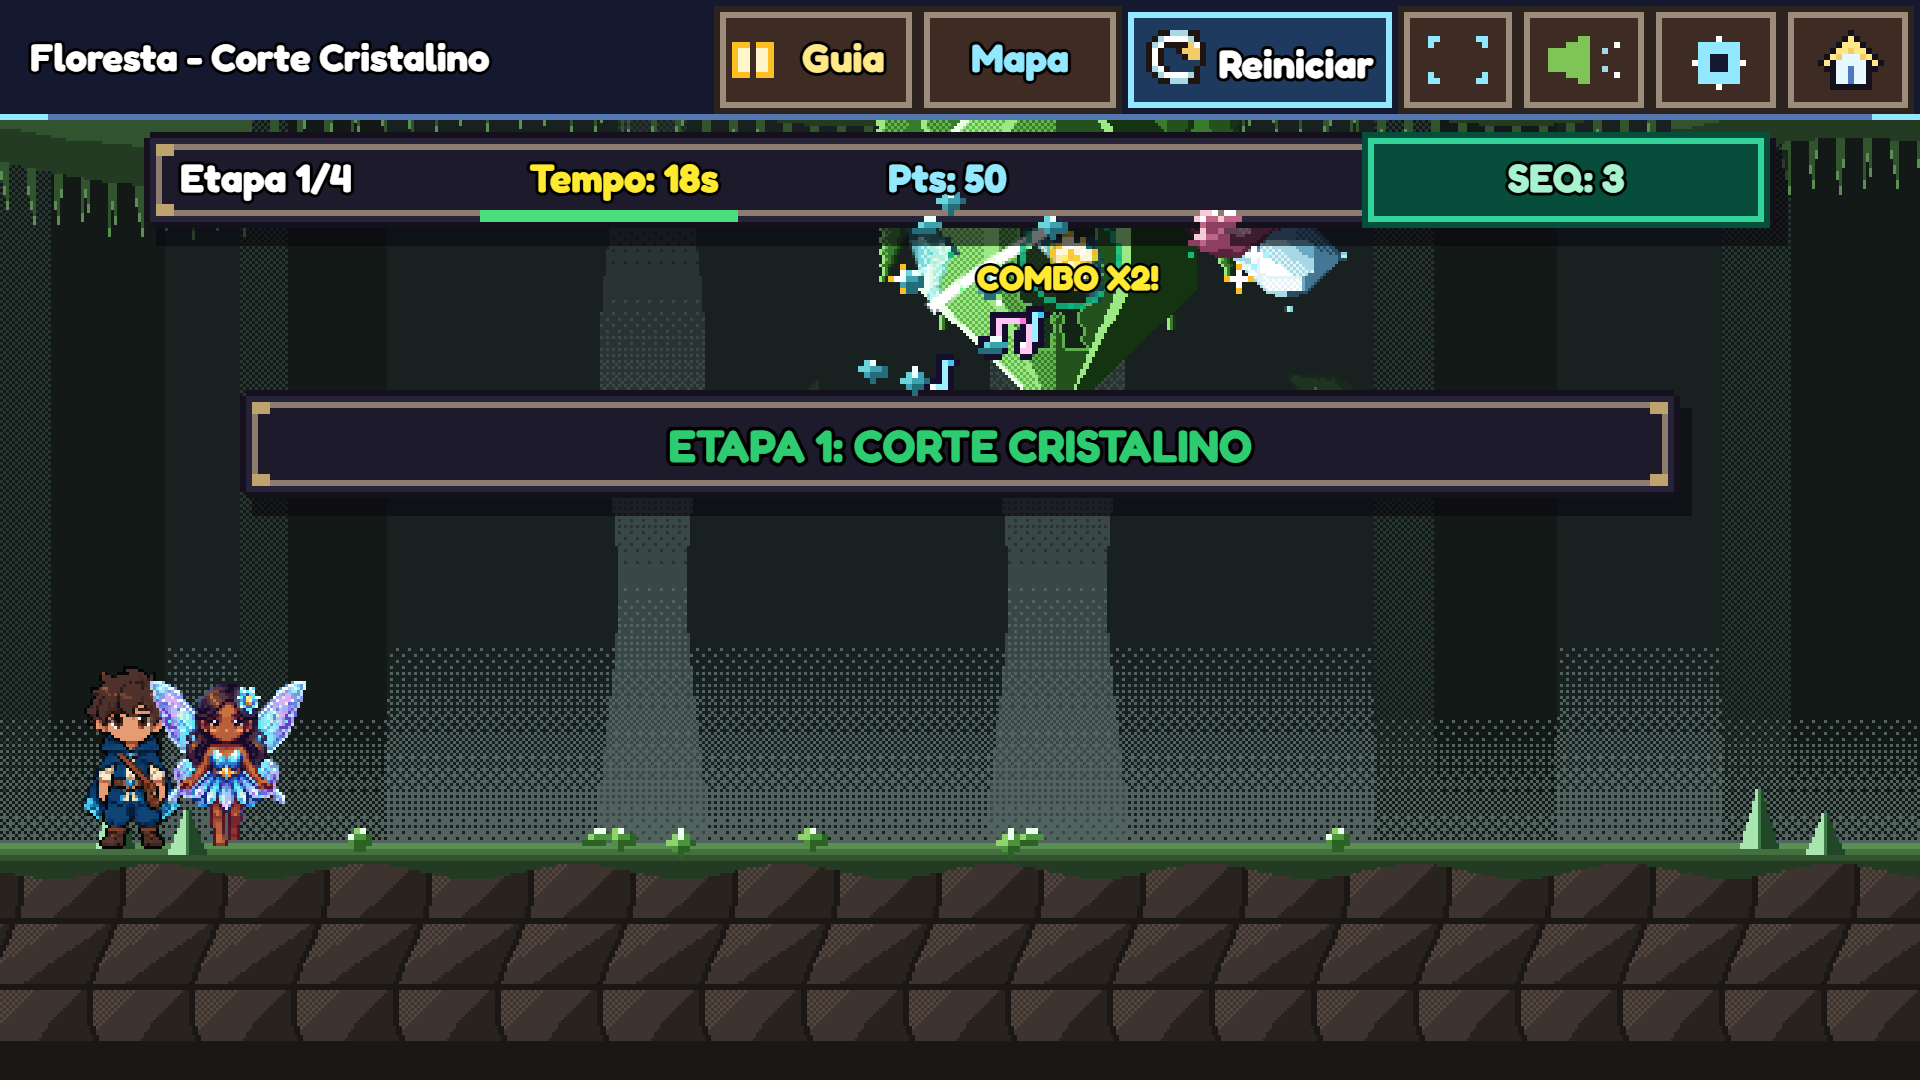 Floresta - Corte Cristalino
Guia
Mapa
Reiniciar
Etapa 1/4
Tempo: 18s
Pts: 50
SEQ: 3
COMBO X2!
ETAPA 1: CORTE CRISTALINO